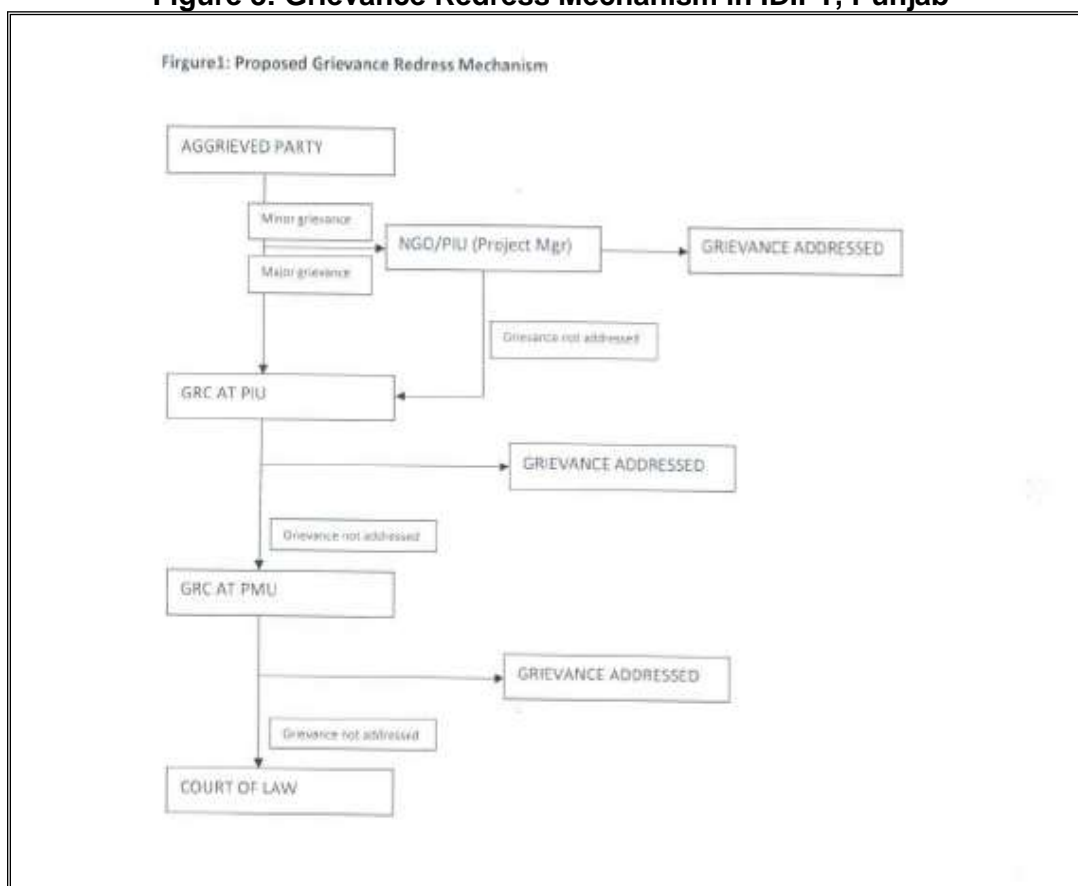 Figure 3: Grievance Redress Mechanism in IDIPT, Punjab
Firgure1: Proposed Grievance Redress Mechanism
AGGRIEVED PARTY
Minor grievance
NGO/PIU (Project Mgr)
GRIEVANCE ADDRESSED
Major grievance
Grievance not addressed
GRC AT PIU
GRIEVANCE ADDRESSED
Grievance not addressed
GRC AT PMU
GRIEVANCE ADDRESSED
Grievance not addressed
COURT OF LAW